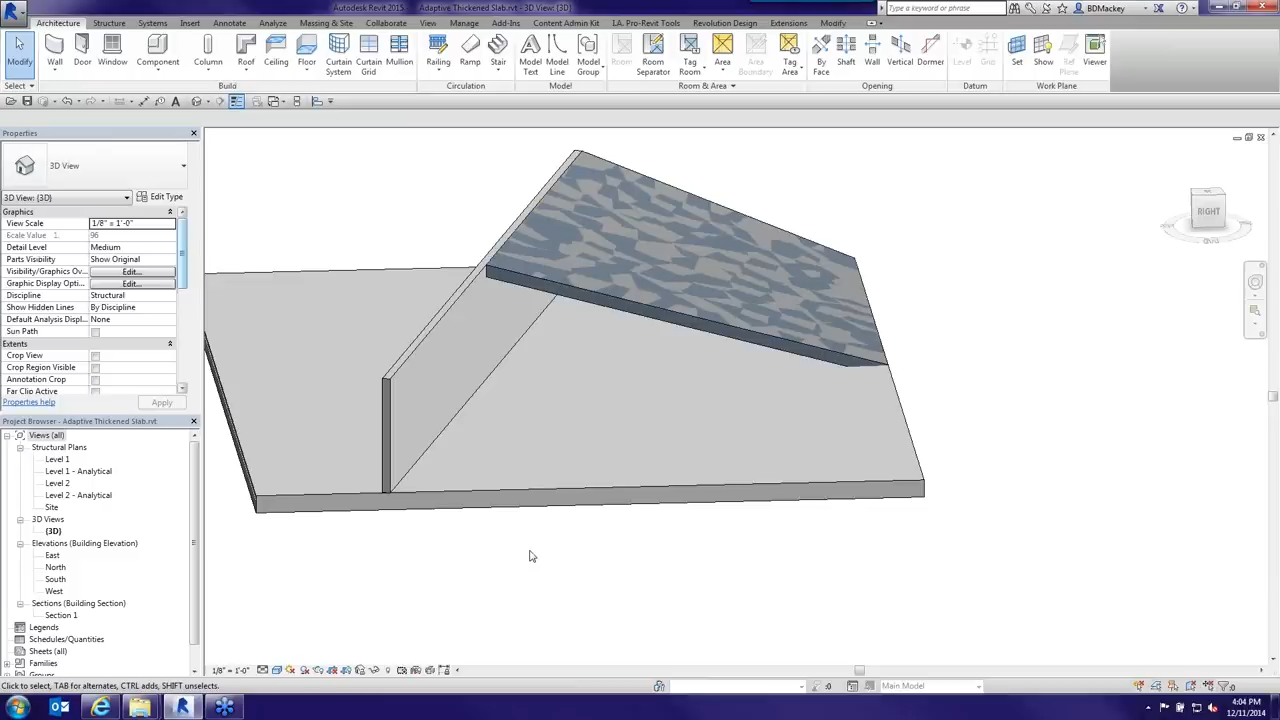 Autodesk Revit 2015 - Adaptive Thickened Slab.rvt - 3D View: {3D}
Type a keyword or phrase
BDMackey
Architecture Structure Systems Insert Annotate Analyze Massing & Site Collaborate View Manage Add-Ins Content Admin Kit I.A. Pro-Revit Tools Revolution Design Extensions Modify
Modify Wall Door Window Component Column Roof Ceiling Floor Curtain System Curtain Grid Mullion Railing Ramp Stair Model Text Model Line Model Group Room Room Separator Tag Room Area Area Boundary Tag Area By Face Shaft Wall Vertical Dormer Level Grid Set Show Ref Plane Viewer
Select Build Circulation Model Room & Area Opening Datum Work Plane
Properties
3D View
3D View: {3D} Edit Type
Graphics
View Scale 1/8" = 1'-0"
Scale Value 1: 96
Detail Level Medium
Parts Visibility Show Original
Visibility/Graphics Ov... Edit...
Graphic Display Opti... Edit...
Discipline Structural
Show Hidden Lines By Discipline
Default Analysis Displ... None
Sun Path
Extents
Crop View
Crop Region Visible
Annotation Crop
Far Clip Active
Properties help Apply
Project Browser - Adaptive Thickened Slab.rvt
Views (all)
Structural Plans
Level 1
Level 1 - Analytical
Level 2
Level 2 - Analytical
Site
3D Views
{3D}
Elevations (Building Elevation)
East
North
South
West
Sections (Building Section)
Section 1
Legends
Schedules/Quantities
Sheets (all)
Families
Groups
RIGHT
1/8" = 1'-0"
Click to select, TAB for alternates, CTRL adds, SHIFT unselects.
:0 Main Model :0
4:04 PM
12/11/2014